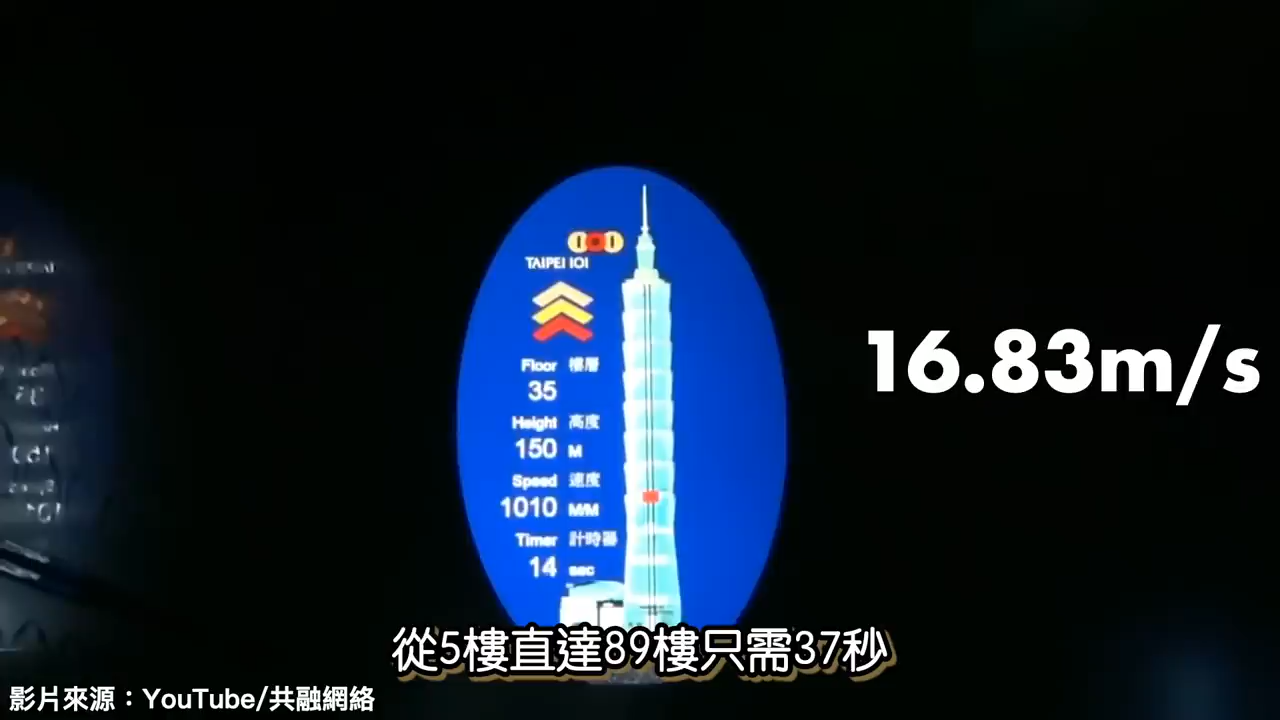 TAIPEI 101
Floor 樓層
35
Height 高度
150 M
Speed 速度
1010 M/M
Timer 計時器
14 sec
16.83m/s
從5樓直達89樓只需37秒
影片來源：YouTube/共融網絡